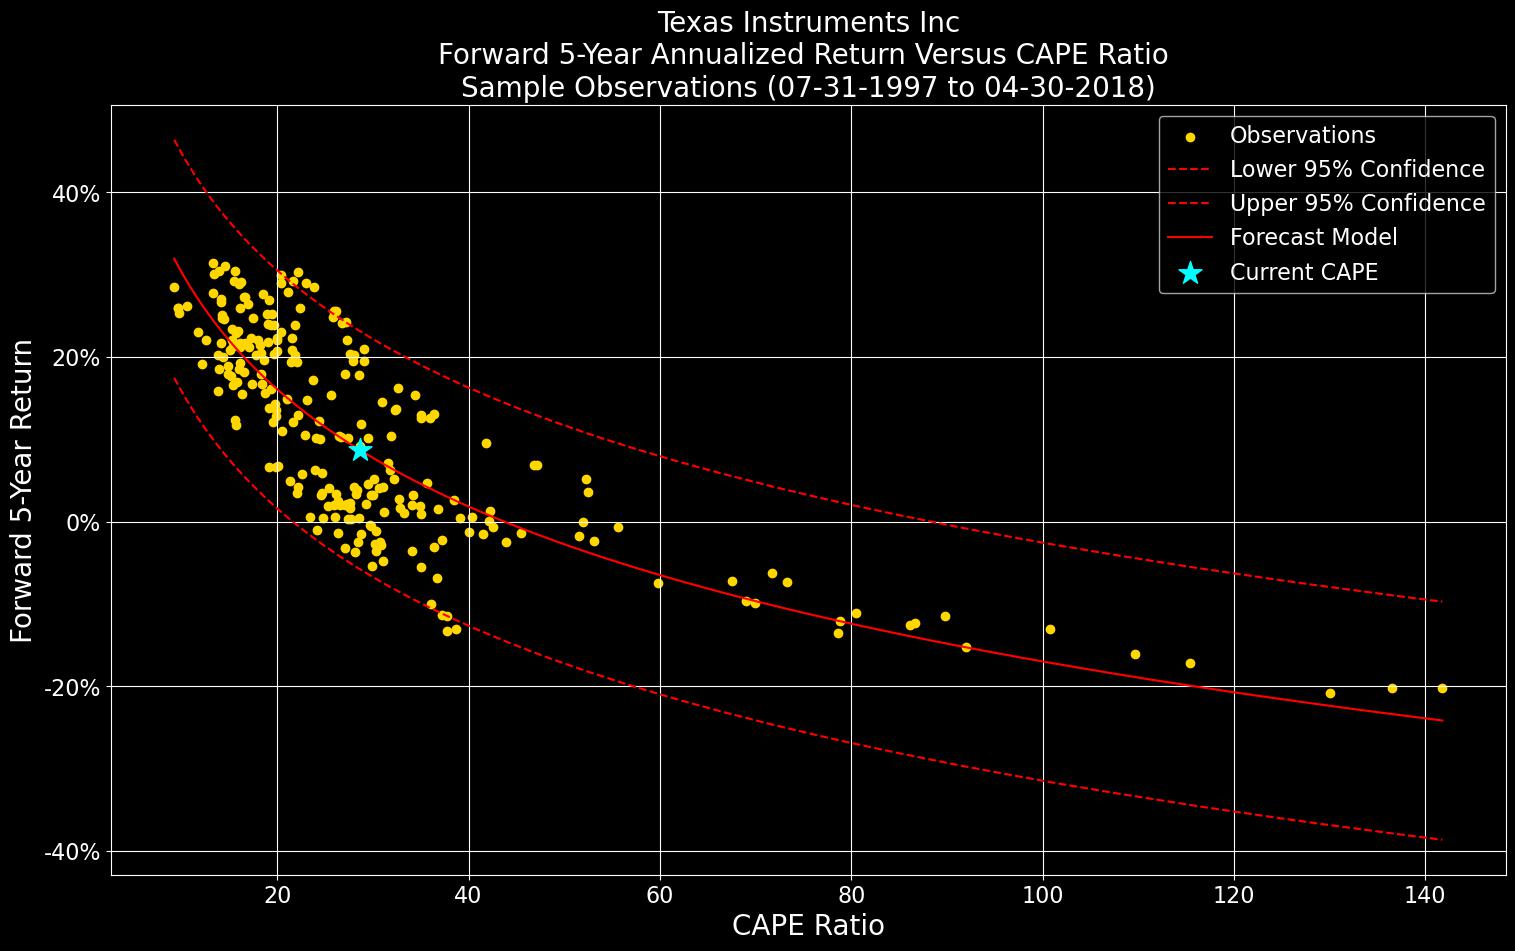 Texas Instruments Inc
Forward 5-Year Annualized Return Versus CAPE Ratio
Sample Observations (07-31-1997 to 04-30-2018)
Observations
Lower 95% Confidence
Upper 95% Confidence
Forecast Model
Current CAPE
Forward 5-Year Return
40%
20%
0%
-20%
-40%
20 40 60 80 100 120 140
CAPE Ratio